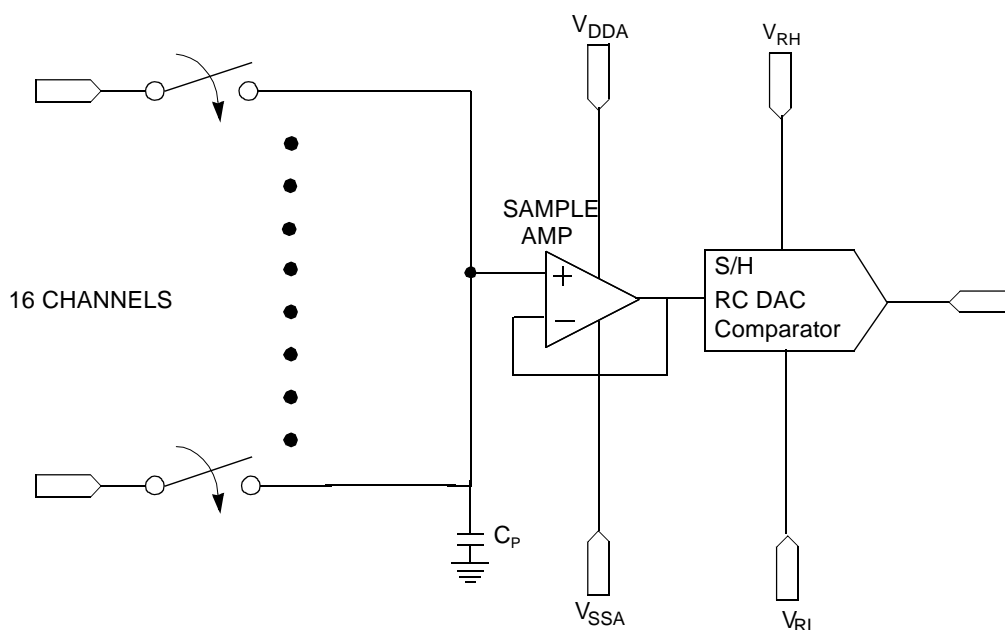 V_DDA
V_RH
SAMPLE
AMP
S/H
16 CHANNELS
+
RC DAC
−
Comparator
C_P
V_SSA
V_RL